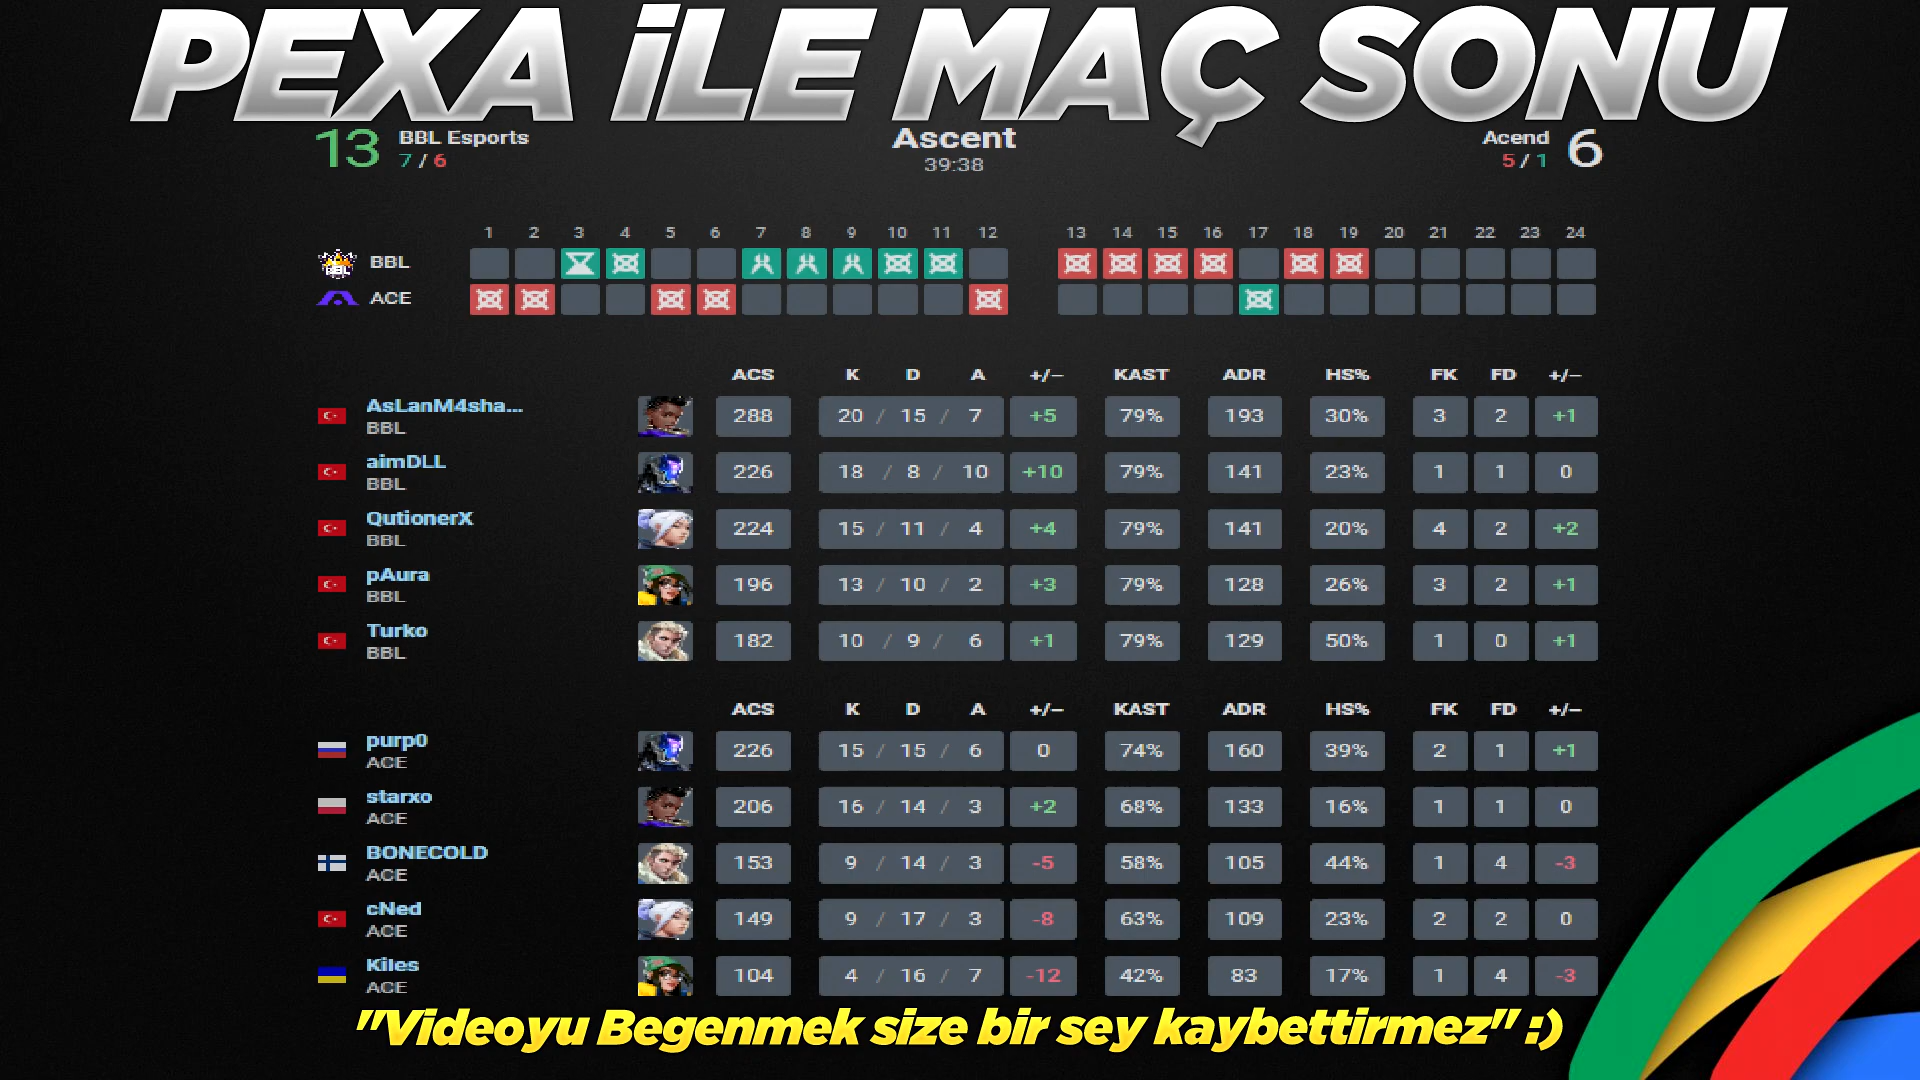 PEXA iLE MAÇ SONU
13 BBL Esports 7 / 6 Ascent 39:38 Acend 5 / 1 6
1 2 3 4 5 6 7 8 9 10 11 12 13 14 15 16 17 18 19 20 21 22 23 24
BBL
ACE
ACS K D A +/– KAST ADR HS% FK FD +/–
AsLanM4sha... BBL 288 20 / 15 / 7 +5 79% 193 30% 3 2 +1
aimDLL BBL 226 18 / 8 / 10 +10 79% 141 23% 1 1 0
QutionerX BBL 224 15 / 11 / 4 +4 79% 141 20% 4 2 +2
pAura BBL 196 13 / 10 / 2 +3 79% 128 26% 3 2 +1
Turko BBL 182 10 / 9 / 6 +1 79% 129 50% 1 0 +1
ACS K D A +/– KAST ADR HS% FK FD +/–
purp0 ACE 226 15 / 15 / 6 0 74% 160 39% 2 1 +1
starxo ACE 206 16 / 14 / 3 +2 68% 133 16% 1 1 0
BONECOLD ACE 153 9 / 14 / 3 -5 58% 105 44% 1 4 -3
cNed ACE 149 9 / 17 / 3 -8 63% 109 23% 2 2 0
Kiles ACE 104 4 / 16 / 7 -12 42% 83 17% 1 4 -3
"Videoyu Begenmek size bir sey kaybettirmez" :)